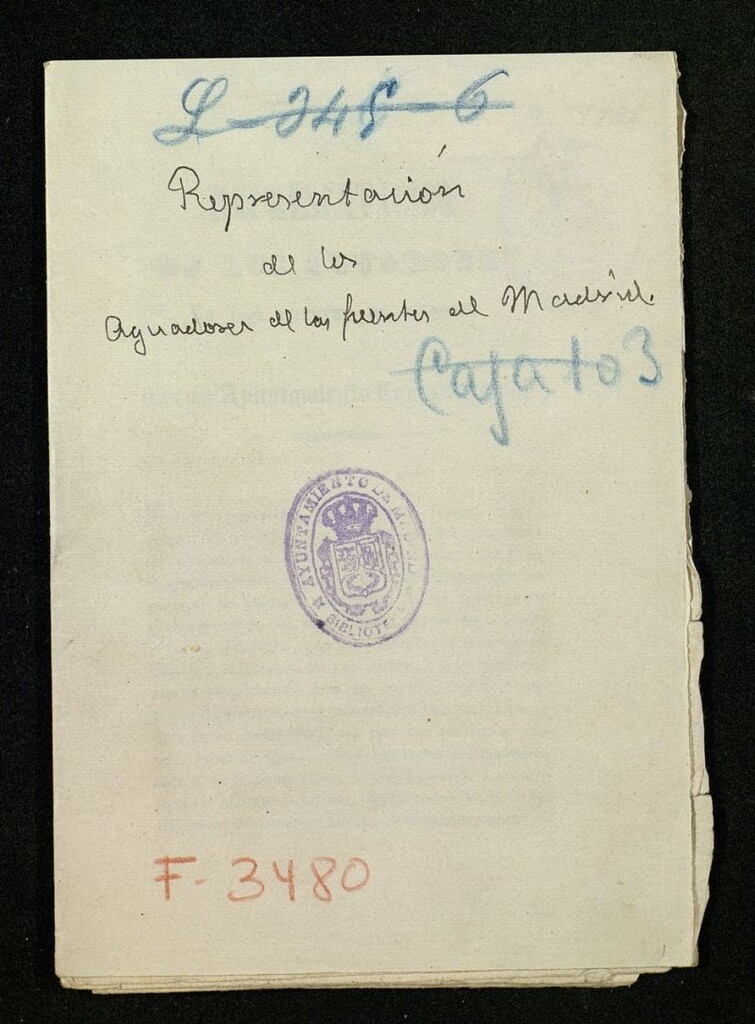 L-345-6
Representación
de los
Aguadores de las fuentes de Madrid.
Caja 103
AYUNTAMIENTO DE MADRID
BIBLIOTECA
F-3480